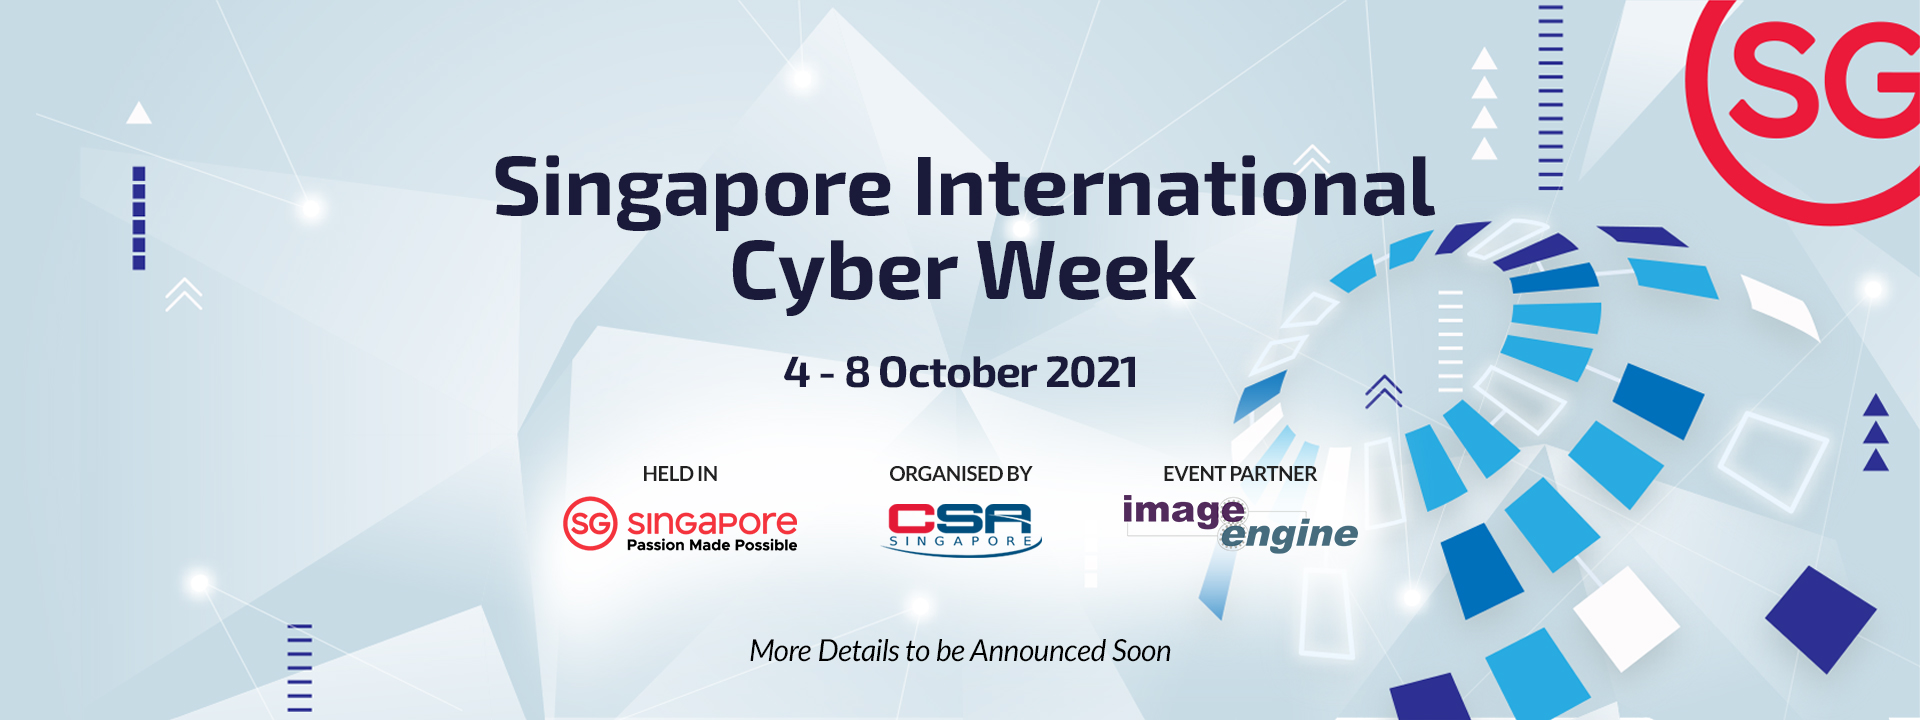 SG
Singapore International
Cyber Week
4 - 8 October 2021
HELD IN
SG SINGAPORE
Passion Made Possible
ORGANISED BY
CSA
SINGAPORE
EVENT PARTNER
image
engine
More Details to be Announced Soon